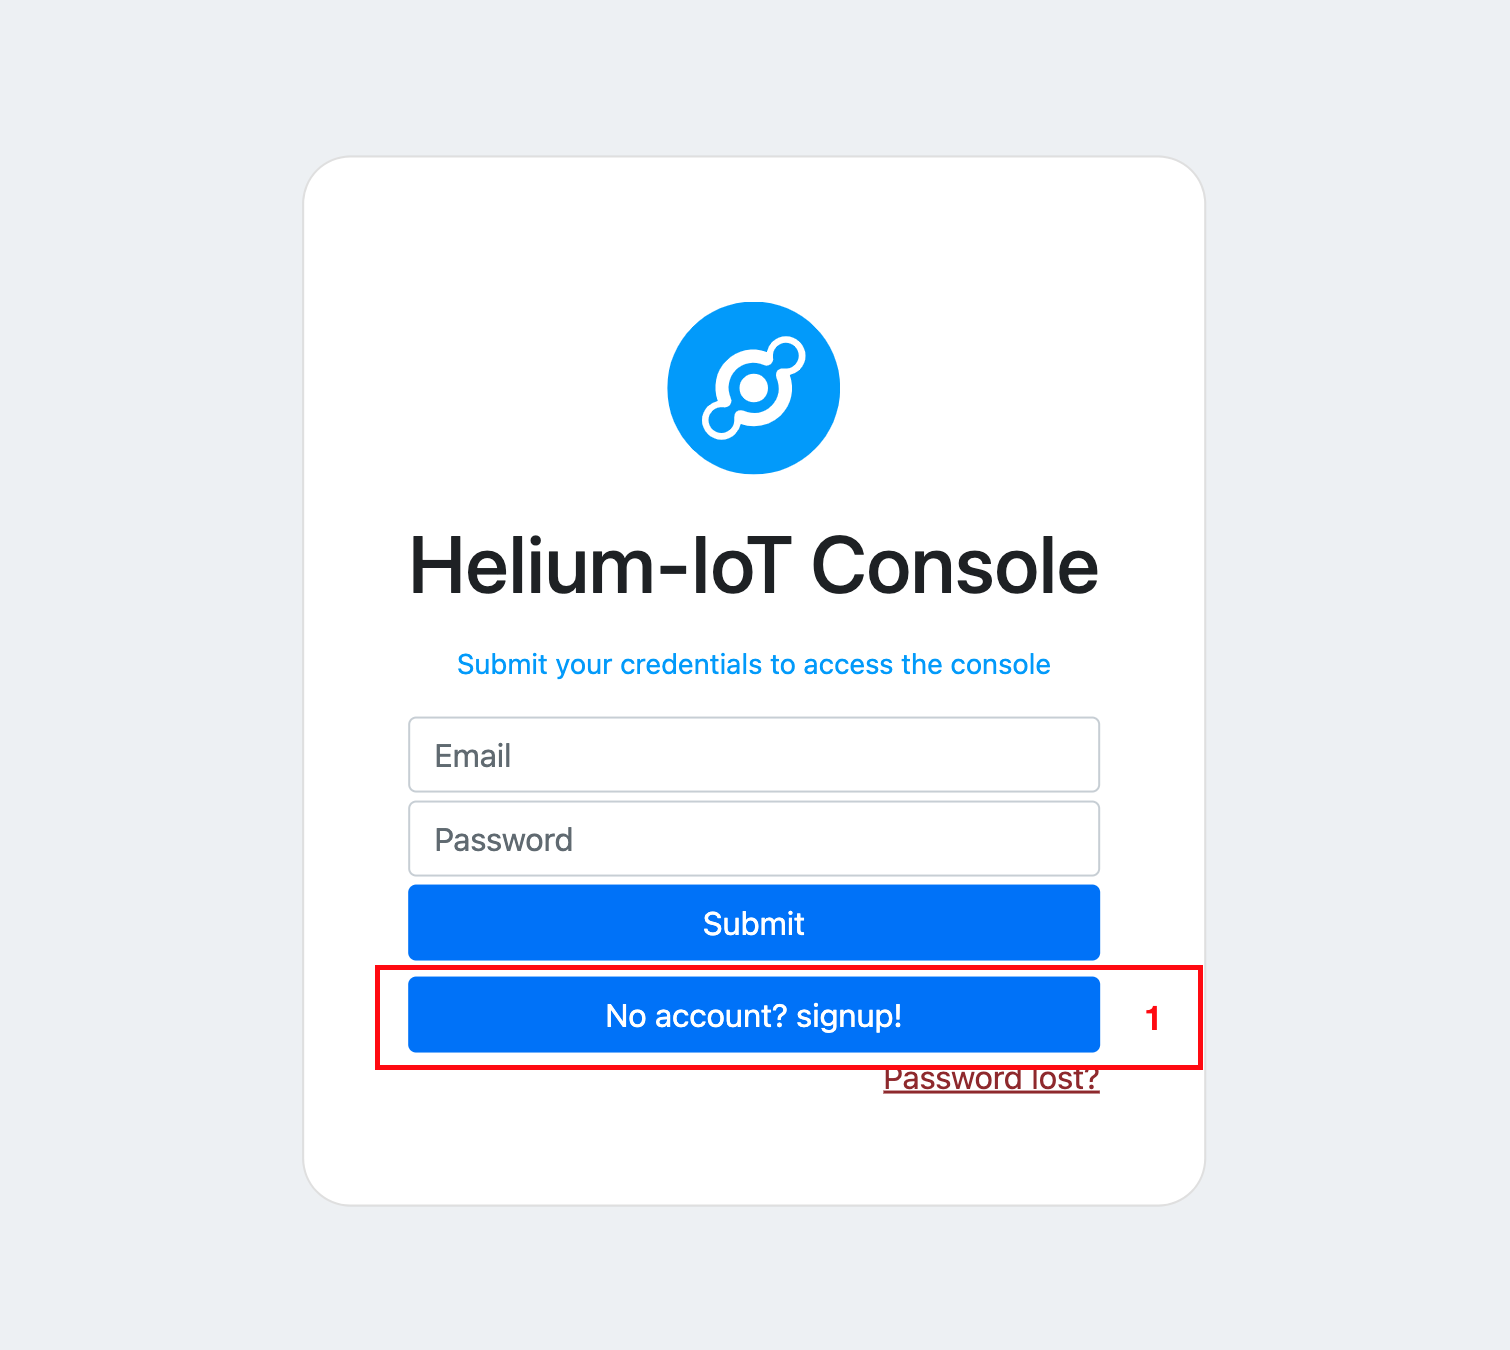 Helium-IoT Console
Submit your credentials to access the console
Email
Password
Submit
No account? signup!
1
Password lost?